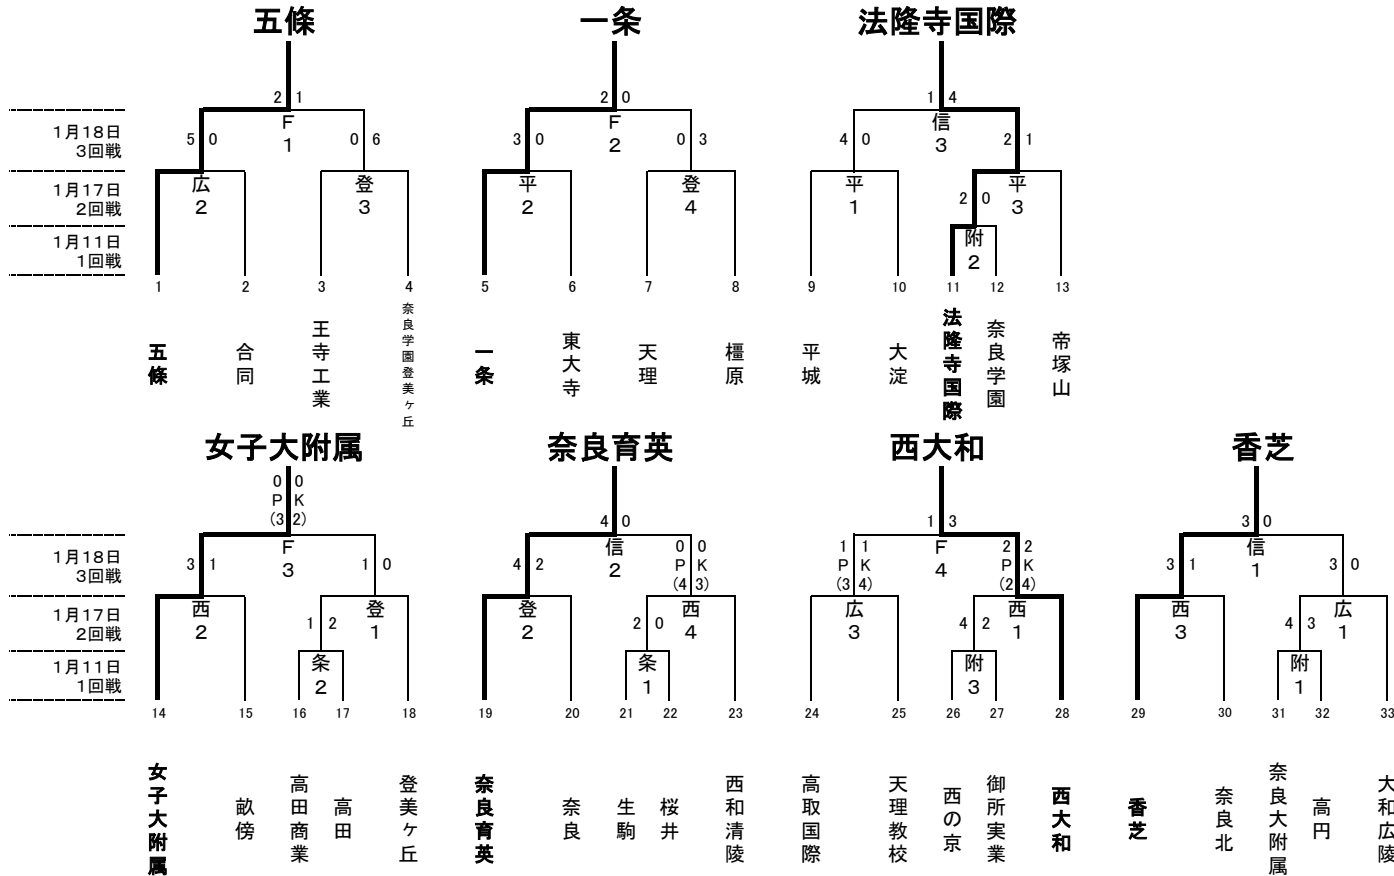 五條 一条 法隆寺国際
2 1 2 0 1 4
F 1 F 2 信 3
1月18日
3回戦
5 0 0 6 3 0 0 3 4 0 2 1
広 2 登 3 平 2 登 4 平 1 平 3
1月17日
2回戦
2 0
附 2
1月11日
1回戦
1 2 3 4 5 6 7 8 9 10 11 12 13
五條
合同
王寺工業
奈良学園登美ヶ丘
一条
東大寺
天理
橿原
平城
大淀
法隆寺国際
奈良学園
帝塚山
女子大附属 奈良育英 西大和 香芝
0 0
P K
(3 2)
4 0 1 3 3 0
F 3 信 2 F 4 信 1
1月18日
3回戦
3 1 1 0 4 2
0 0
P K
(4 3)
1 1
P K
(3 4)
2 2
P K
(2 4)
3 1 3 0
西 2 登 1 登 2 西 4 広 3 西 1 西 3 広 1
1月17日
2回戦
1 2 2 0 4 2 4 3
条 2 条 1 附 3 附 1
1月11日
1回戦
14 15 16 17 18 19 20 21 22 23 24 25 26 27 28 29 30 31 32 33
女子大附属
畝傍
高田商業
高田
登美ヶ丘
奈良育英
奈良
生駒
桜井
西和清陵
高取国際
天理教校
西の京
御所実業
西大和
香芝
奈良北
奈良大附属
高円
大和広陵